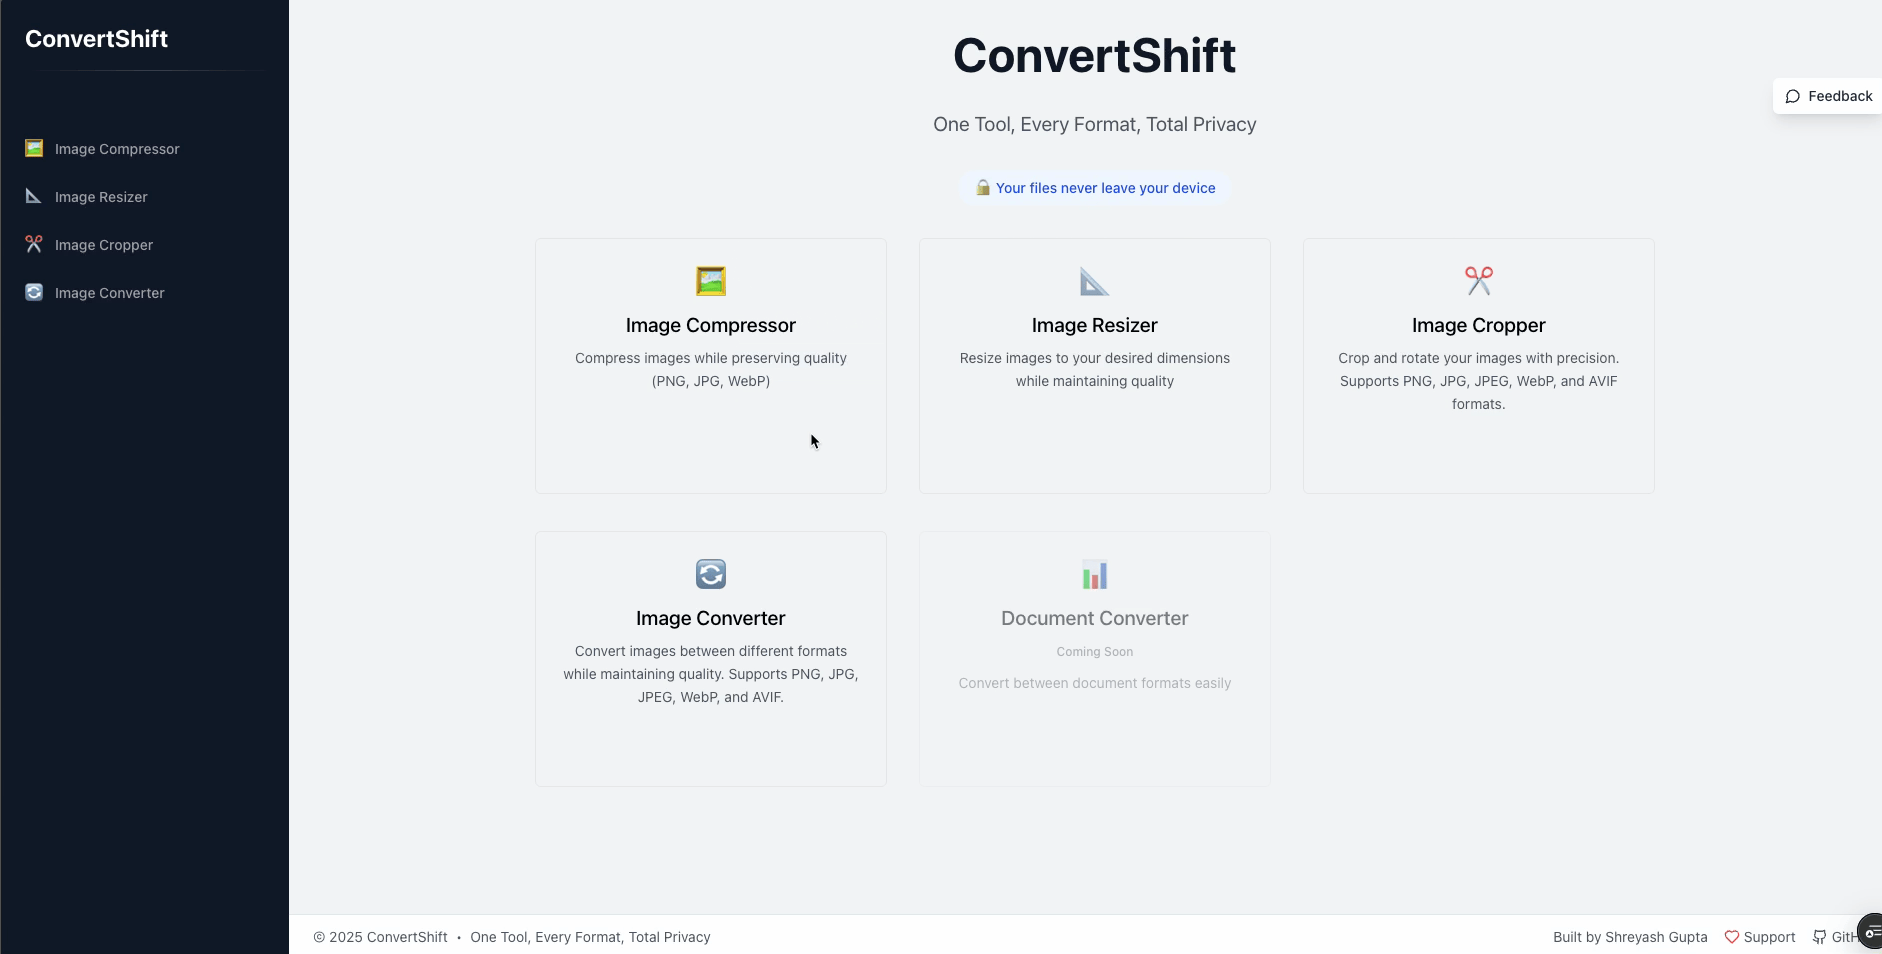 ConvertShift
Image Compressor
Image Resizer
Image Cropper
Image Converter
ConvertShift
One Tool, Every Format, Total Privacy
Your files never leave your device
Feedback
Image Compressor
Compress images while preserving quality
(PNG, JPG, WebP)
Image Resizer
Resize images to your desired dimensions
while maintaining quality
Image Cropper
Crop and rotate your images with precision.
Supports PNG, JPG, JPEG, WebP, and AVIF
formats.
Image Converter
Convert images between different formats
while maintaining quality. Supports PNG, JPG,
JPEG, WebP, and AVIF.
Document Converter
Coming Soon
Convert between document formats easily
© 2025 ConvertShift • One Tool, Every Format, Total Privacy
Built by Shreyash Gupta Support